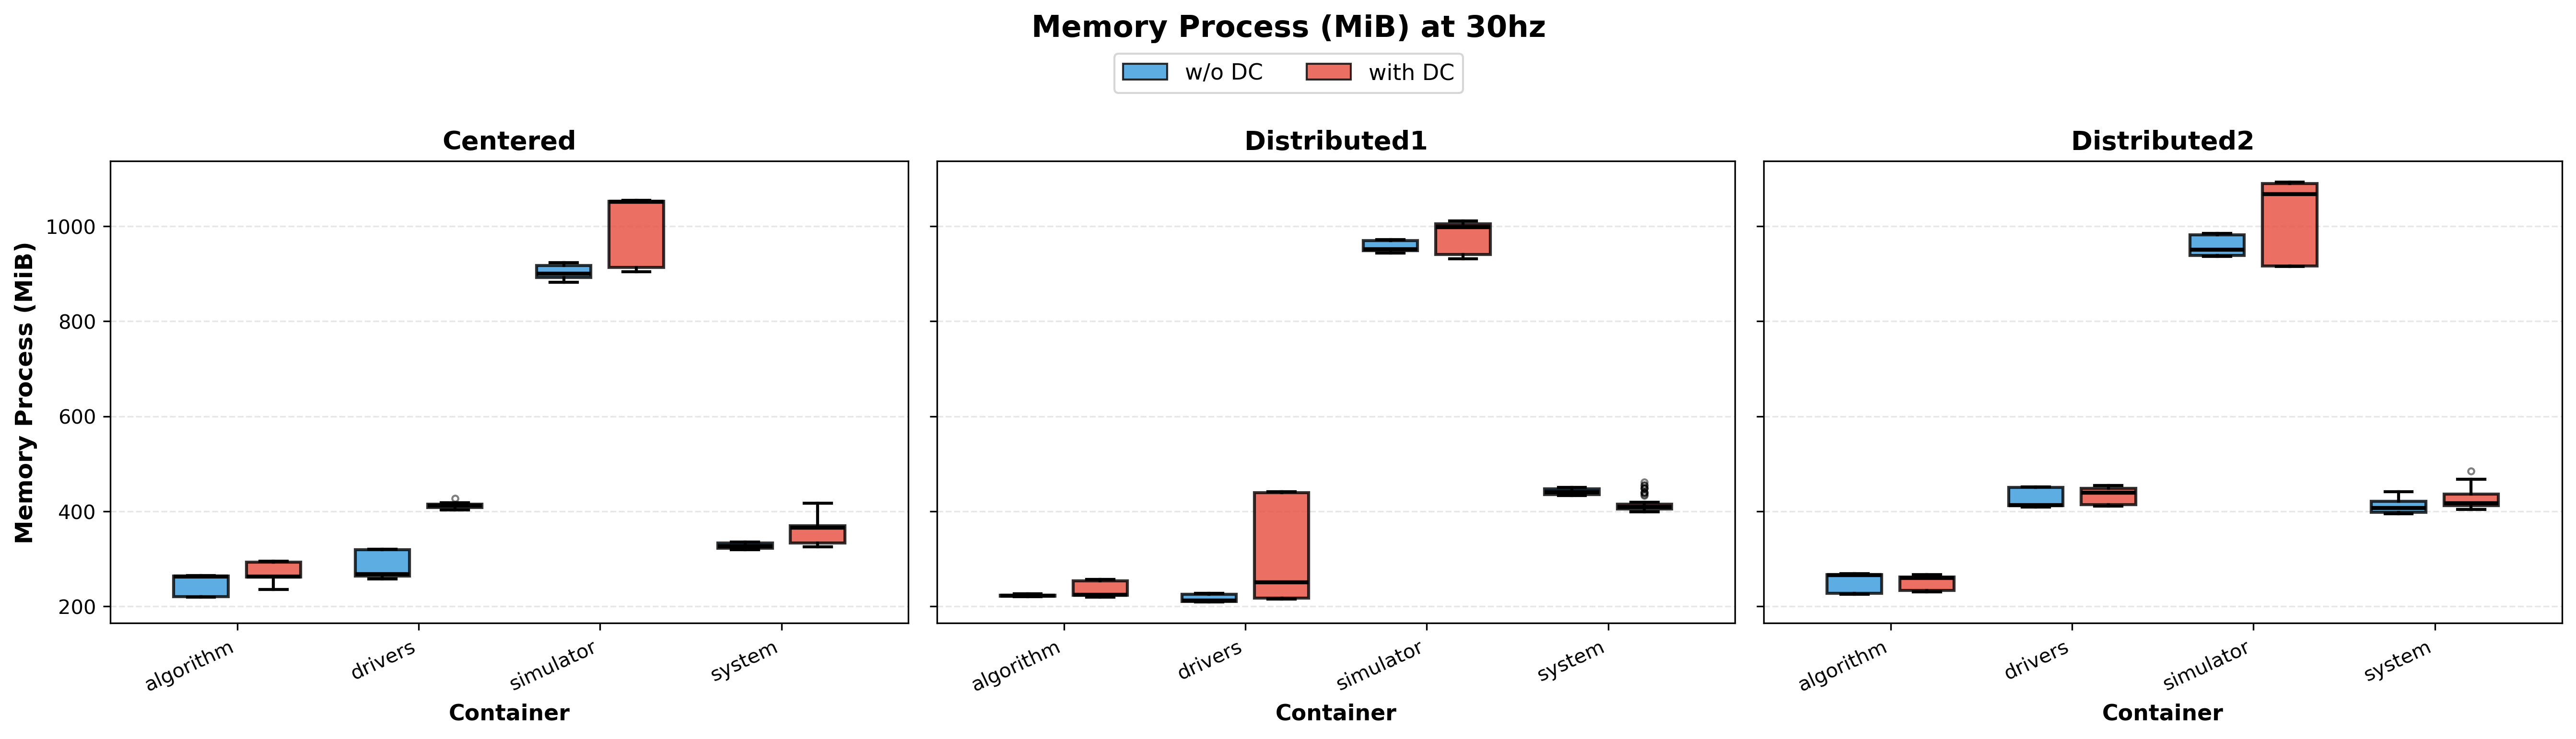 Memory Process (MiB) at 30hz
w/o DC
with DC
Centered
Distributed1
Distributed2
Memory Process (MiB)
1000
800
600
400
200
algorithm
drivers
simulator
system
algorithm
drivers
simulator
system
algorithm
drivers
simulator
system
Container
Container
Container